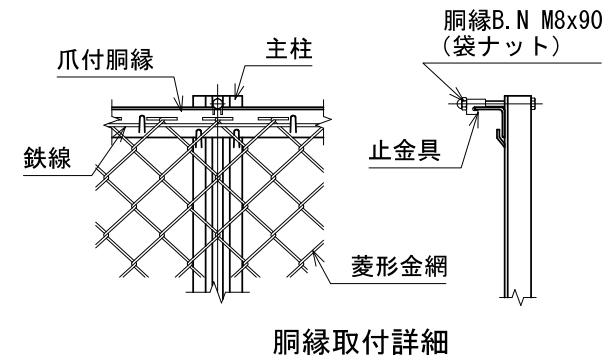 胴縁B.N M8x90
(袋ナット)
爪付胴縁
主柱
鉄線
止金具
菱形金網
胴縁取付詳細